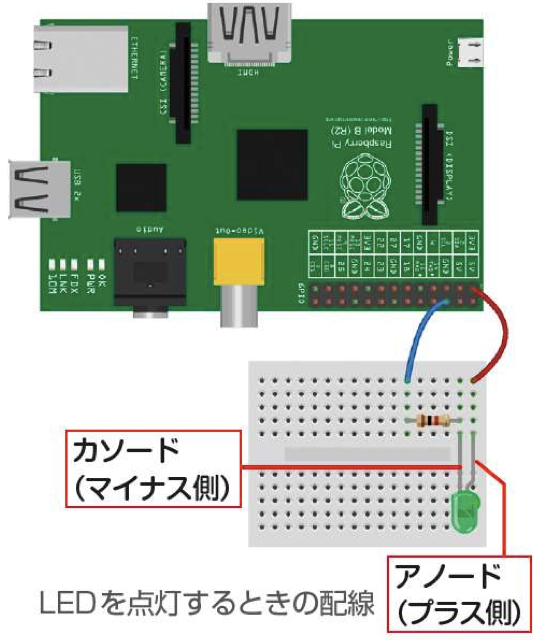 ETHERNET
CSI (CAMERA)
HDMI
Power
Raspberry Pi
Model B (R2)
DSI (DISPLAY)
USB 2x
Audio
Video-Out
GPIO
10M
LNK
FDX
PWR
OK
カソード
（マイナス側）
アノード
（プラス側）
LEDを点灯するときの配線